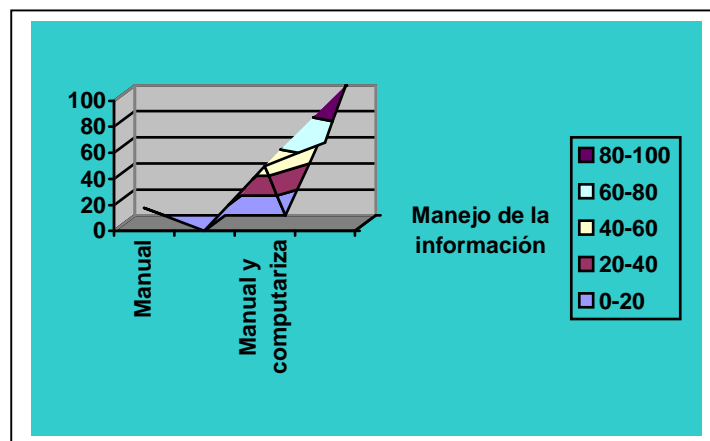 100
80
60
40
20
0
Manual
Manual y
computariza
Manejo de la
información
80-100
60-80
40-60
20-40
0-20